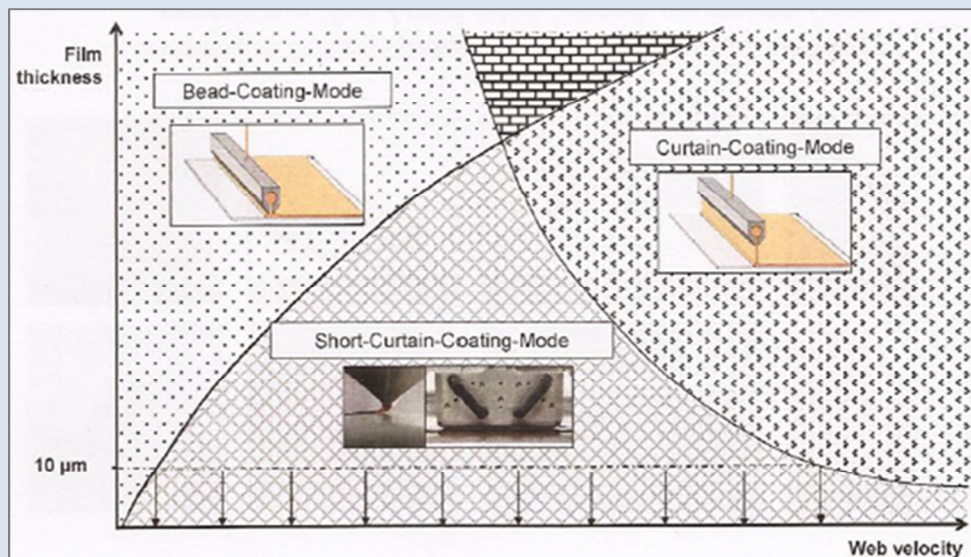 Film
thickness
Bead-Coating-Mode
Curtain-Coating-Mode
Short-Curtain-Coating-Mode
10 µm
Web velocity